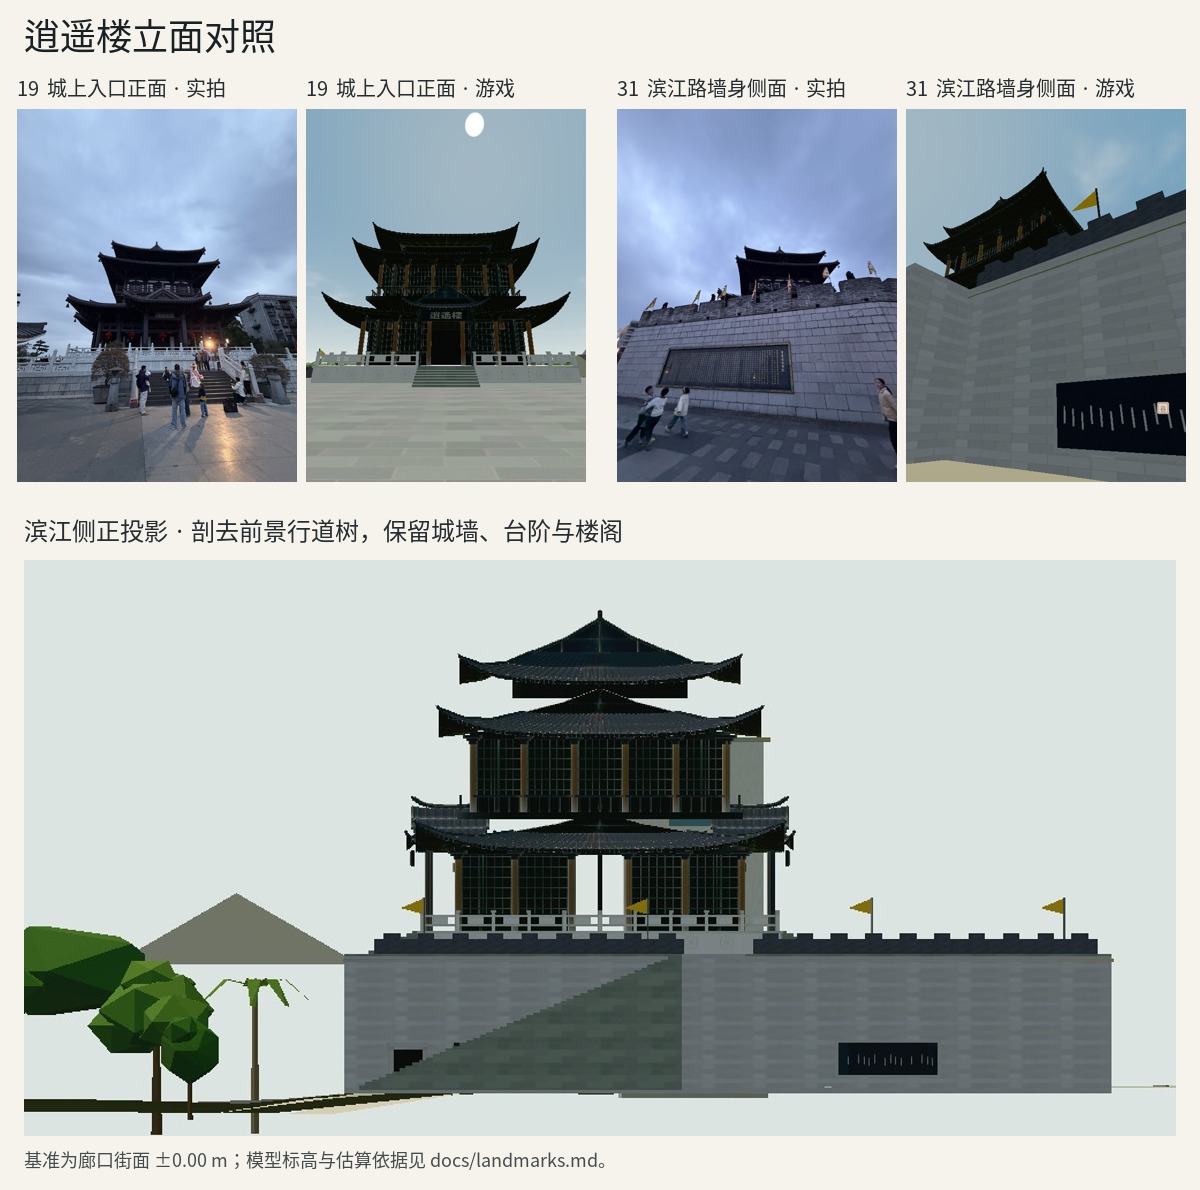 逍遥楼立面对照
19 城上入口正面 · 实拍
19 城上入口正面 · 游戏
31 滨江路墙身侧面 · 实拍
31 滨江路墙身侧面 · 游戏
逍遥楼
滨江侧正投影 · 剖去前景行道树，保留城墙、台阶与楼阁
基准为廊口街面 ±0.00 m；模型标高与估算依据见 docs/landmarks.md。